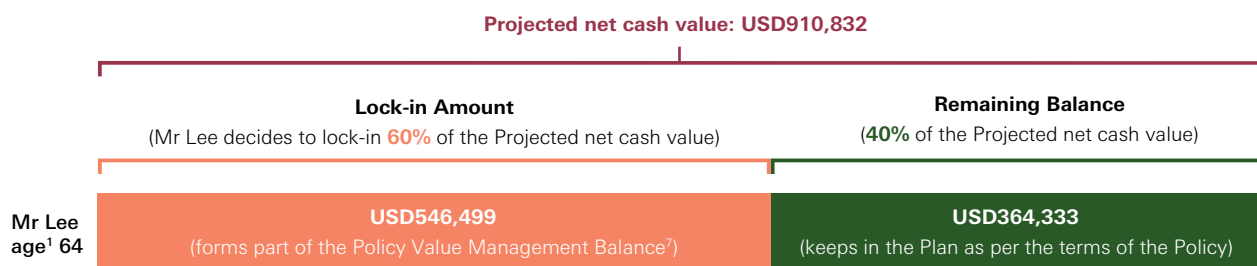 Projected net cash value: USD910,832
Lock-in Amount
(Mr Lee decides to lock-in 60% of the Projected net cash value)
Remaining Balance
(40% of the Projected net cash value)
Mr Lee
age¹ 64
USD546,499
(forms part of the Policy Value Management Balance⁷)
USD364,333
(keeps in the Plan as per the terms of the Policy)